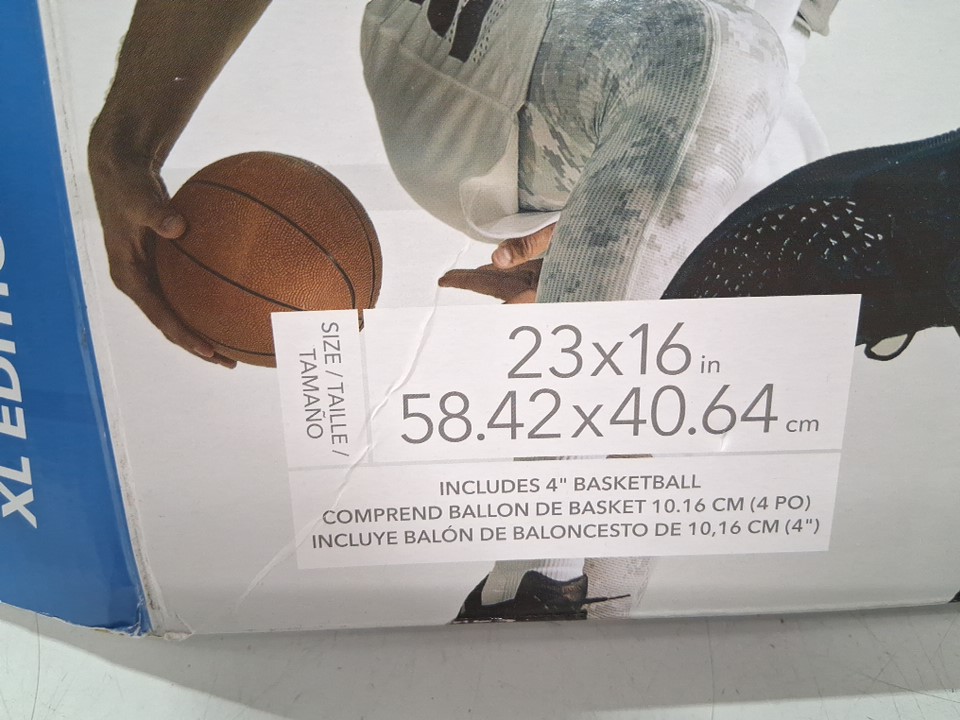 XL EDITIO
SIZE / TAILLE /
TAMAÑO
23x16 in
58.42x40.64 cm
INCLUDES 4" BASKETBALL
COMPREND BALLON DE BASKET 10.16 CM (4 PO)
INCLUYE BALÓN DE BALONCESTO DE 10,16 CM (4")